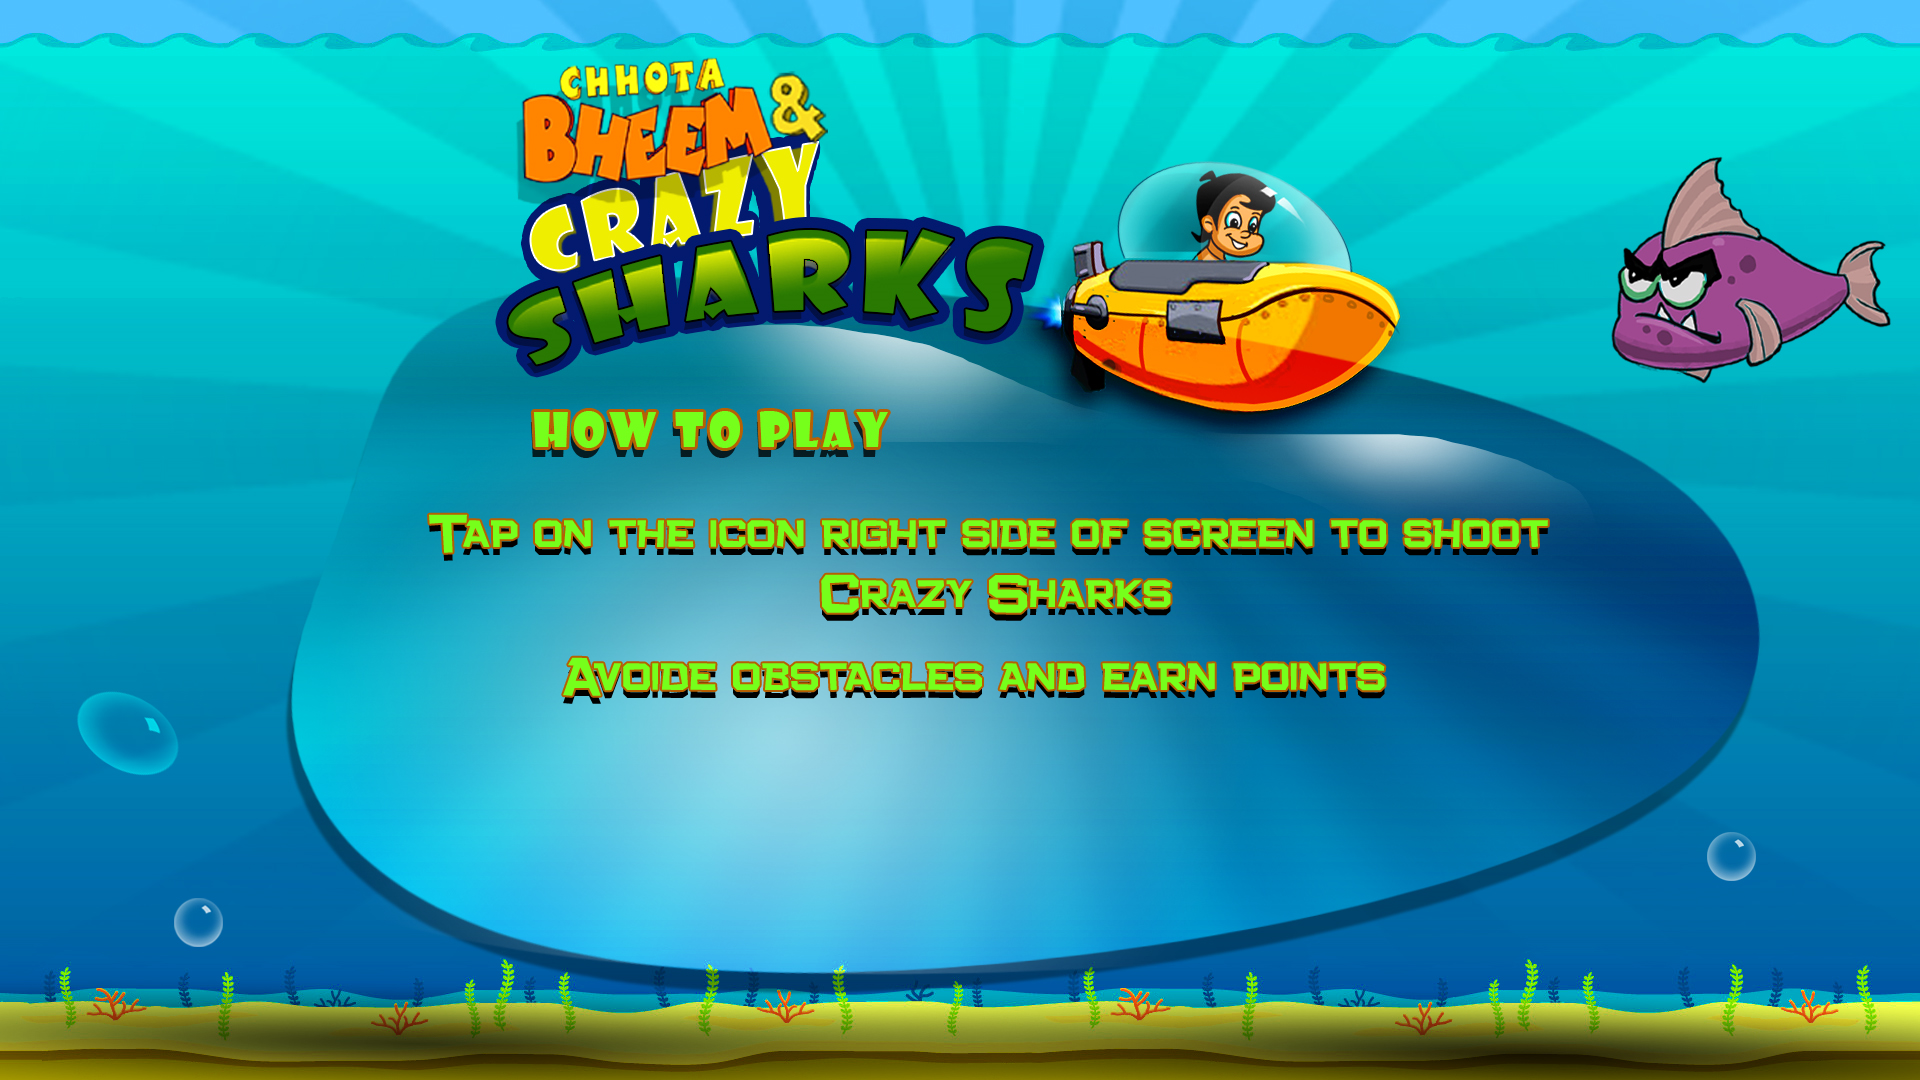 CHHOTA
BHEEM &
CRAZY
SHARKS
HOW TO PLAY
TAP ON THE ICON RIGHT SIDE OF SCREEN TO SHOOT
CRAZY SHARKS
AVOIDE OBSTACLES AND EARN POINTS